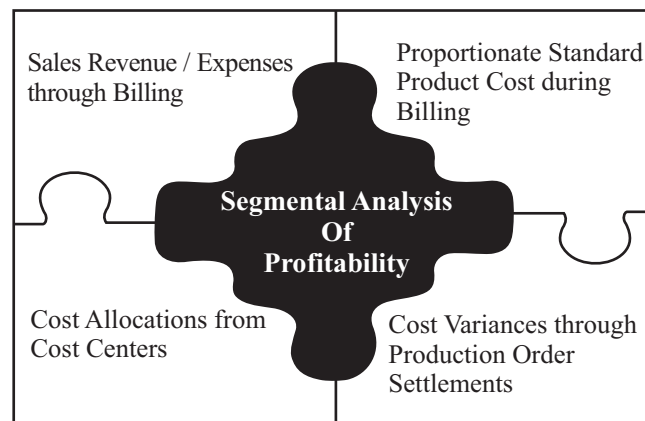 Sales Revenue / Expenses
through Billing
Proportionate Standard
Product Cost during
Billing
Segmental Analysis
Of
Profitability
Cost Allocations from
Cost Centers
Cost Variances through
Production Order
Settlements